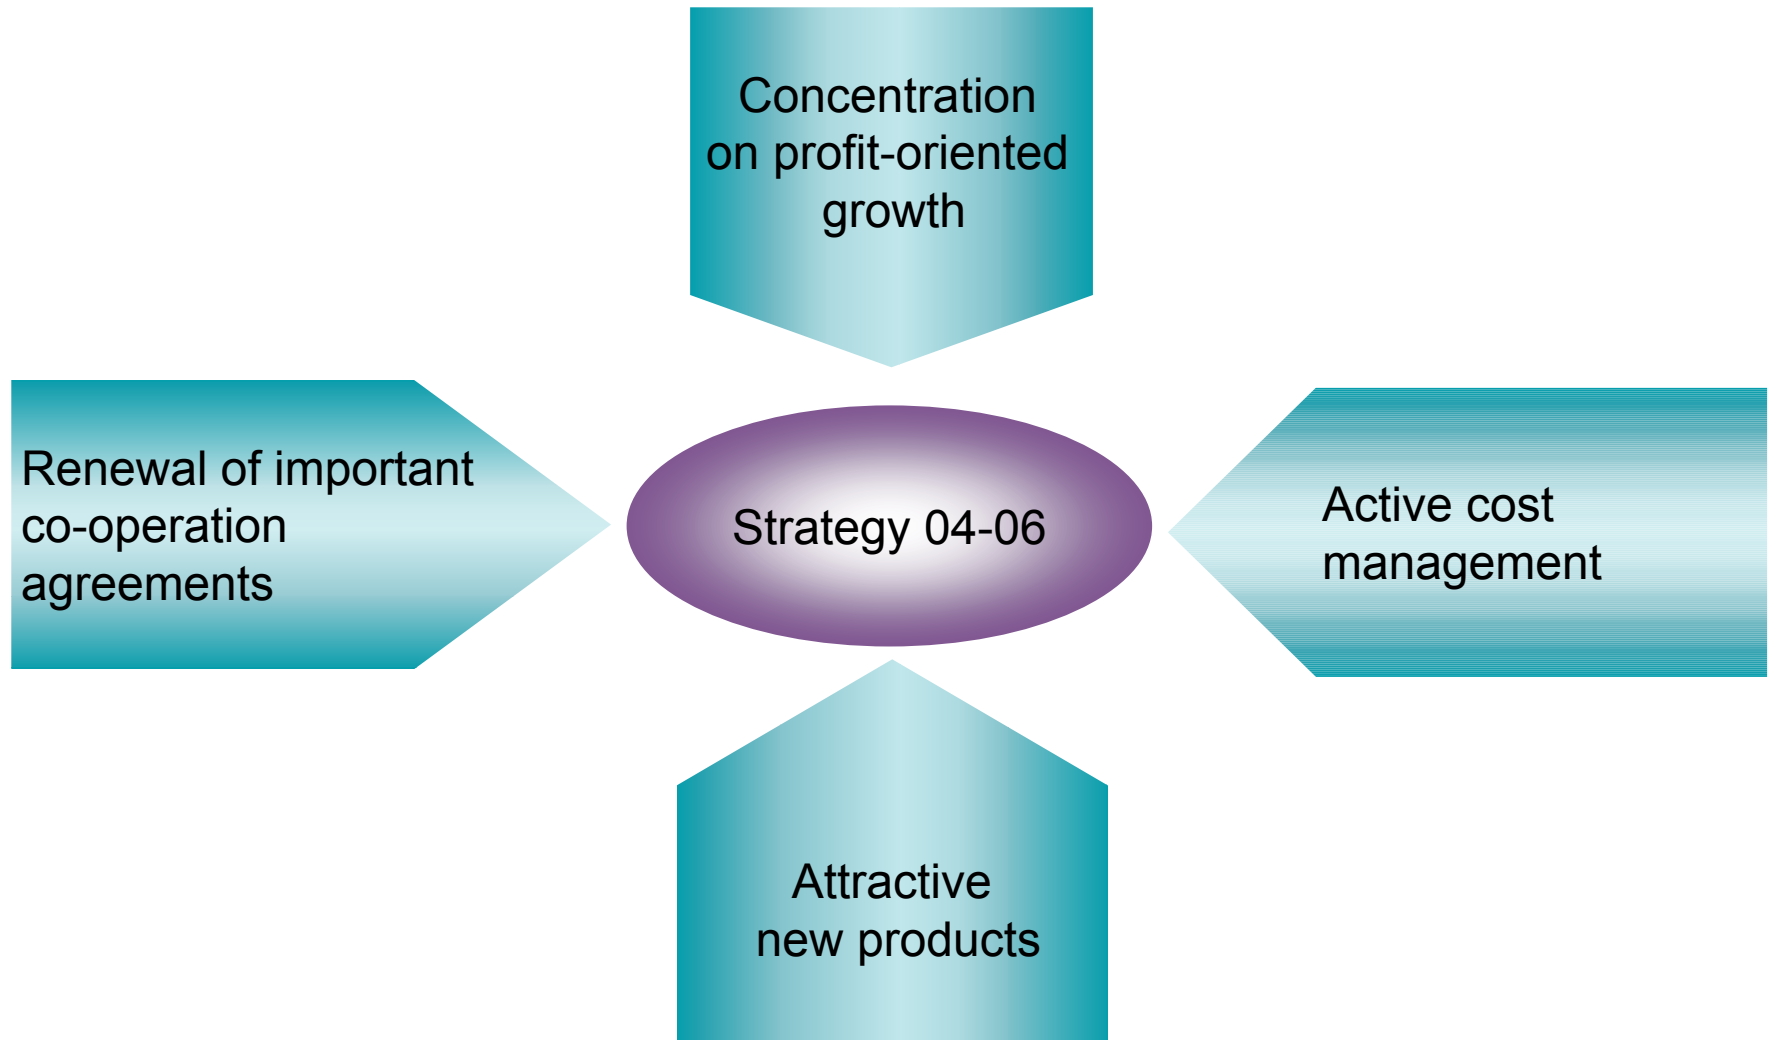 Concentration
on profit-oriented
growth
Renewal of important
co-operation
agreements
Strategy 04-06
Active cost
management
Attractive
new products